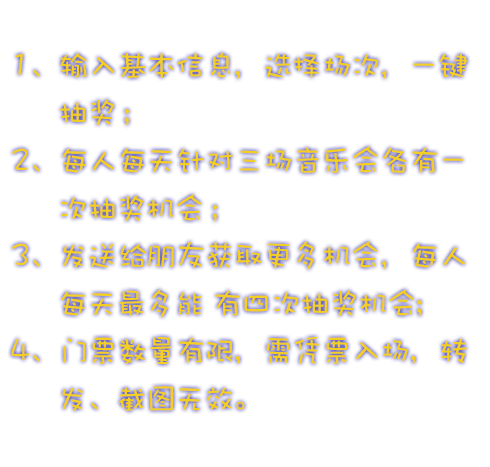 1、输入基本信息，选择场次，一键
抽奖；
2、每人每天针对三场音乐会各有一
次抽奖机会；
3、发送给朋友获取更多机会，每人
每天最多能 有四次抽奖机会；
4、门票数量有限，需凭票入场，转
发、截图无效。